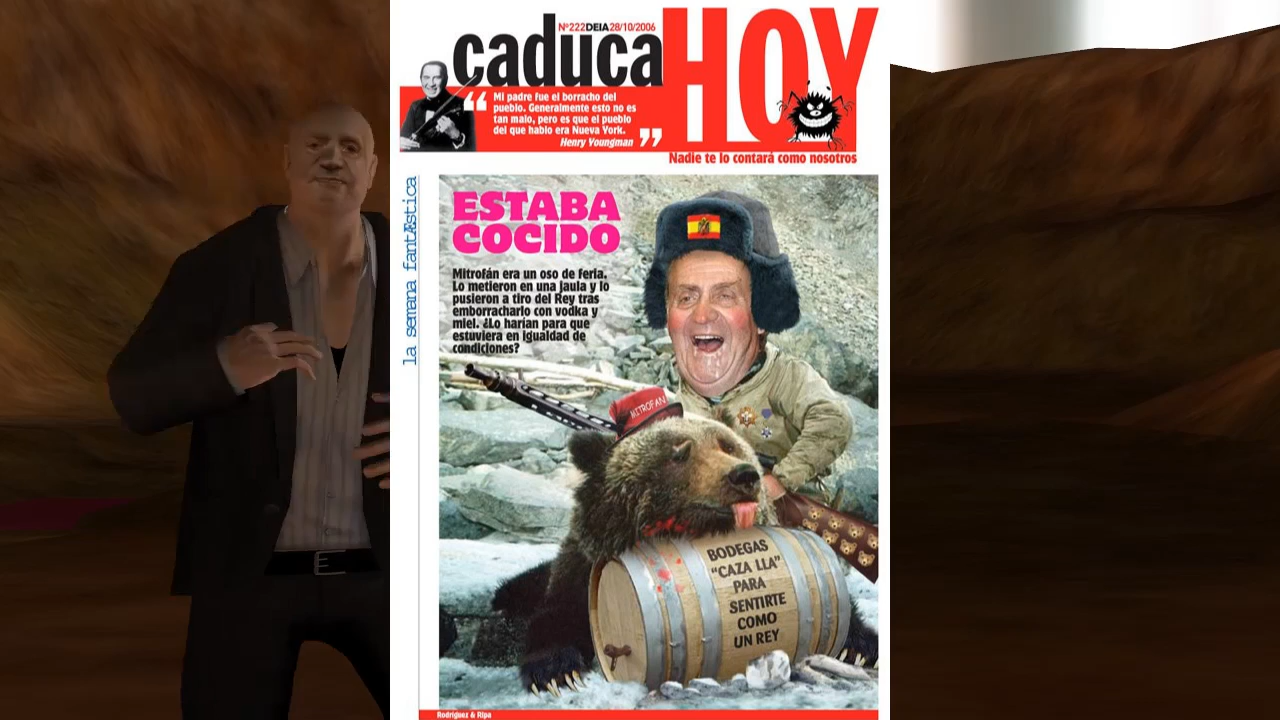 Nº222DEIA28/10/2006
caduca HOY
“ Mi padre fue el borracho del
pueblo. Generalmente esto no es
tan malo, pero es que el pueblo
del que hablo era Nueva York. ”
Henry Youngman
Nadie te lo contará como nosotros
la semana fantÆstica
ESTABA
COCIDO
Mitrofán era un oso de feria.
Lo metieron en una jaula y lo
pusieron a tiro del Rey tras
emborracharlo con vodka y
miel. ¿Lo harían para que
estuviera en igualdad de
condiciones?
MITROFAN
BODEGAS
“CAZA LLA”
PARA
SENTIRTE
COMO
UN REY
Rodríguez & Ripa